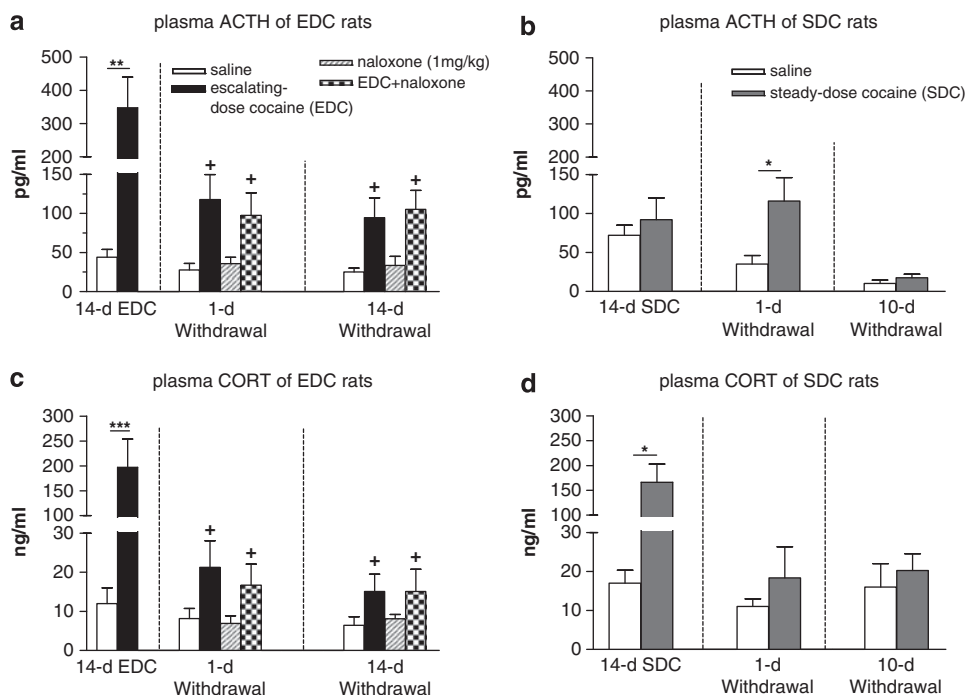 a plasma ACTH of EDC rats
saline
escalating-
dose cocaine (EDC)
naloxone (1mg/kg)
EDC+naloxone
pg/ml
500
400
300
200
150
100
50
0
**
+
+
+
+
14-d EDC
1-d
Withdrawal
14-d
Withdrawal
b plasma ACTH of SDC rats
saline
steady-dose cocaine (SDC)
pg/ml
500
400
300
200
150
100
50
0
*
14-d SDC
1-d
Withdrawal
10-d
Withdrawal
c plasma CORT of EDC rats
ng/ml
300
250
200
150
100
30
20
10
0
***
+
+
+
+
14-d EDC
1-d
Withdrawal
14-d
Withdrawal
d plasma CORT of SDC rats
ng/ml
300
250
200
150
100
30
20
10
0
*
14-d SDC
1-d
Withdrawal
10-d
Withdrawal